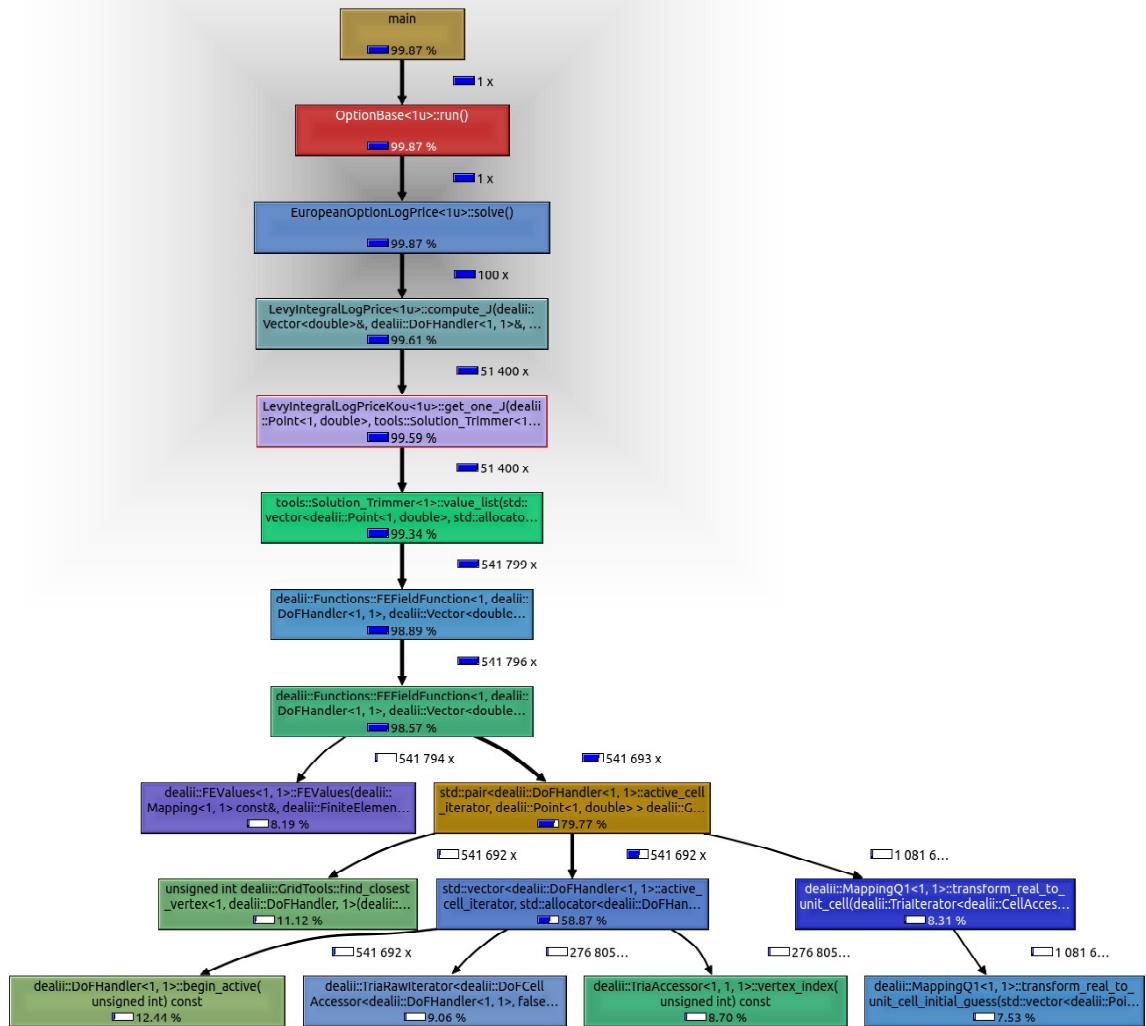 main
99.87 %
1 x
OptionBase<1u>::run()
99.87 %
1 x
EuropeanOptionLogPrice<1u>::solve()
99.87 %
100 x
LevyIntegralLogPrice<1u>::compute_J(dealii::
Vector<double>&, dealii::DoFHandler<1, 1>&, ...
99.61 %
51 400 x
LevyIntegralLogPriceKou<1u>::get_one_J(dealii
::Point<1, double>, tools::Solution_Trimmer<1...
99.59 %
51 400 x
tools::Solution_Trimmer<1>::value_list(std::
vector<dealii::Point<1, double>, std::allocato...
99.34 %
541 799 x
dealii::Functions::FEFieldFunction<1, dealii::
DoFHandler<1, 1>, dealii::Vector<double...
98.89 %
541 796 x
dealii::Functions::FEFieldFunction<1, dealii::
DoFHandler<1, 1>, dealii::Vector<double...
98.57 %
541 794 x
541 693 x
dealii::FEValues<1, 1>::FEValues(dealii::
Mapping<1, 1> const&, dealii::FiniteElemen...
8.19 %
std::pair<dealii::DoFHandler<1, 1>::active_cell
_iterator, dealii::Point<1, double> > dealii::G...
79.77 %
541 692 x
541 692 x
1 081 6...
unsigned int dealii::GridTools::find_closest
_vertex<1, dealii::DoFHandler, 1>(dealii::...
11.12 %
std::vector<dealii::DoFHandler<1, 1>::active_
cell_iterator, std::allocator<dealii::DoFHan...
58.87 %
dealii::MappingQ1<1, 1>::transform_real_to_
unit_cell(dealii::TriaIterator<dealii::CellAcces...
8.31 %
541 692 x
276 805...
276 805...
1 081 6...
dealii::DoFHandler<1, 1>::begin_active(
unsigned int) const
12.44 %
dealii::TriaRawIterator<dealii::DoFCell
Accessor<dealii::DoFHandler<1, 1>, false...
9.06 %
dealii::TriaAccessor<1, 1, 1>::vertex_index(
unsigned int) const
8.70 %
dealii::MappingQ1<1, 1>::transform_real_to_
unit_cell_initial_guess(std::vector<dealii::Poi...
7.53 %